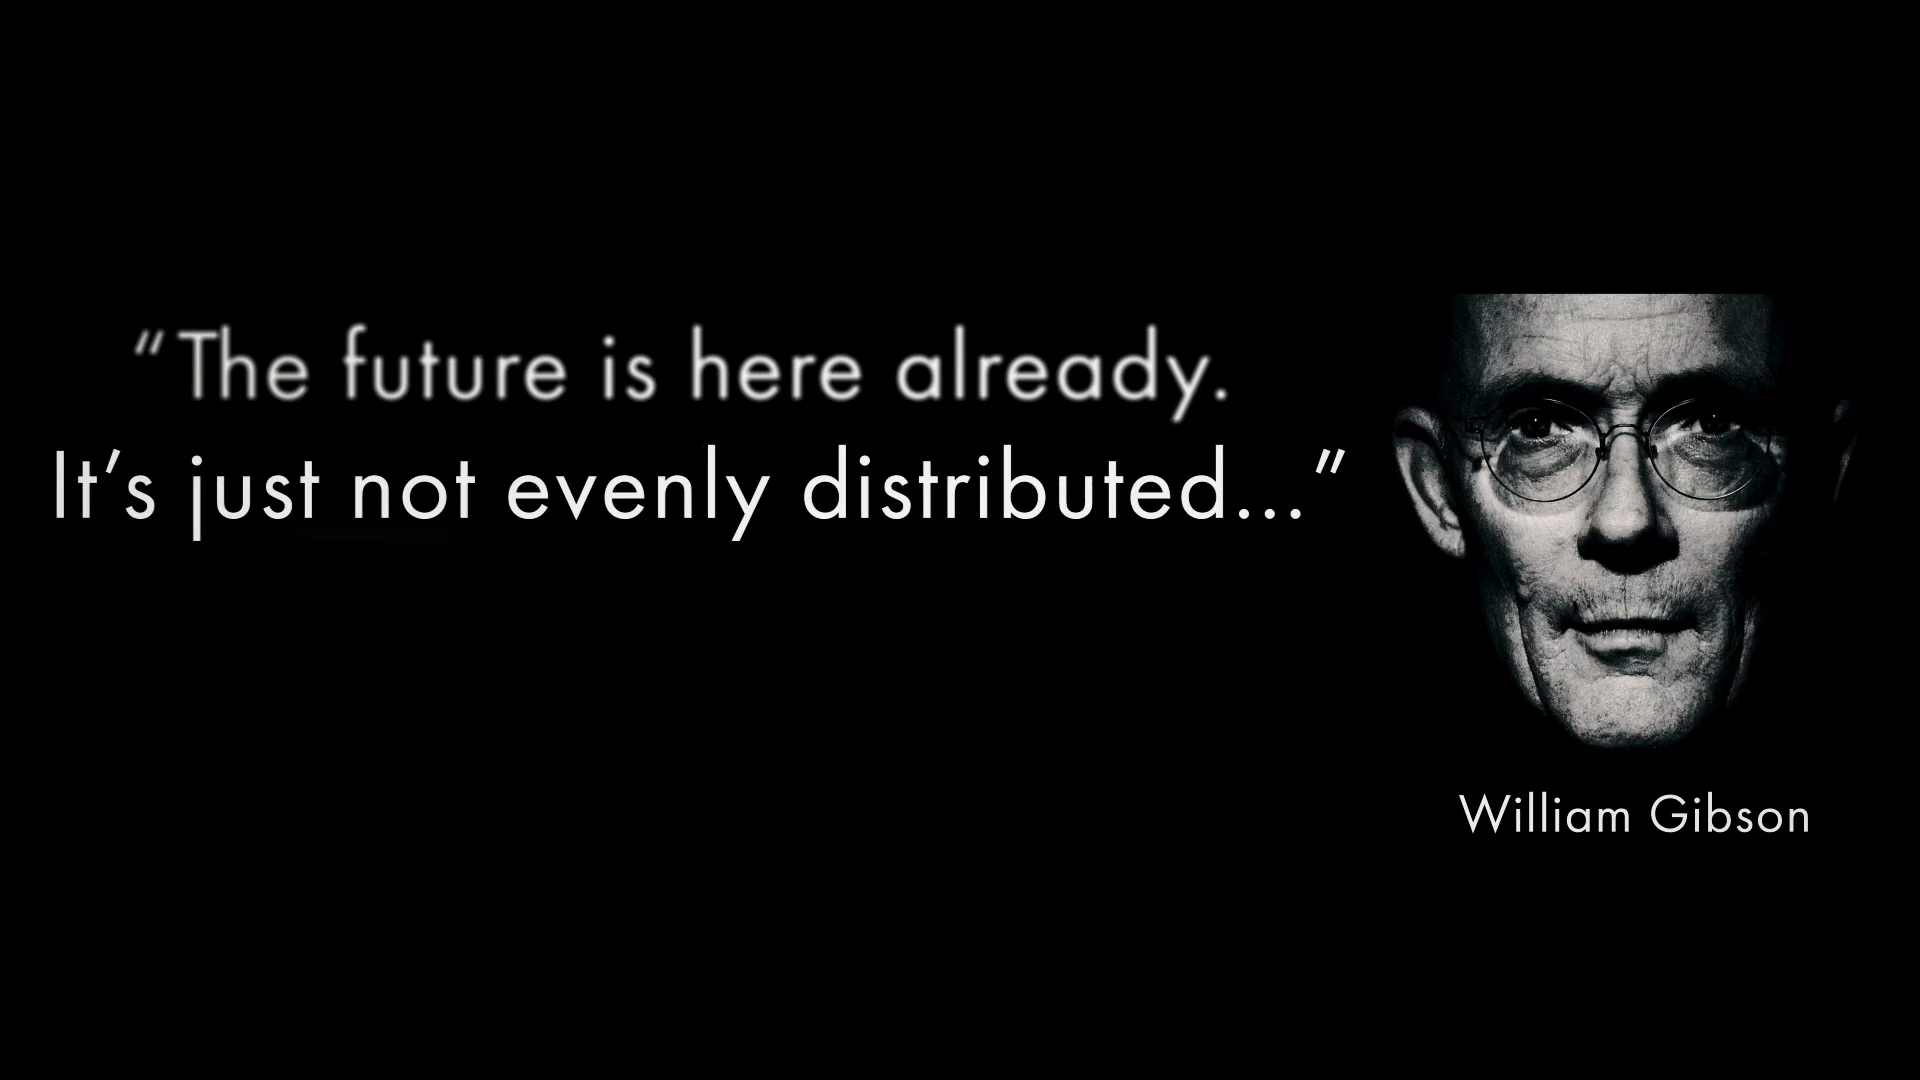 “The future is here already.
It’s just not evenly distributed...”
William Gibson